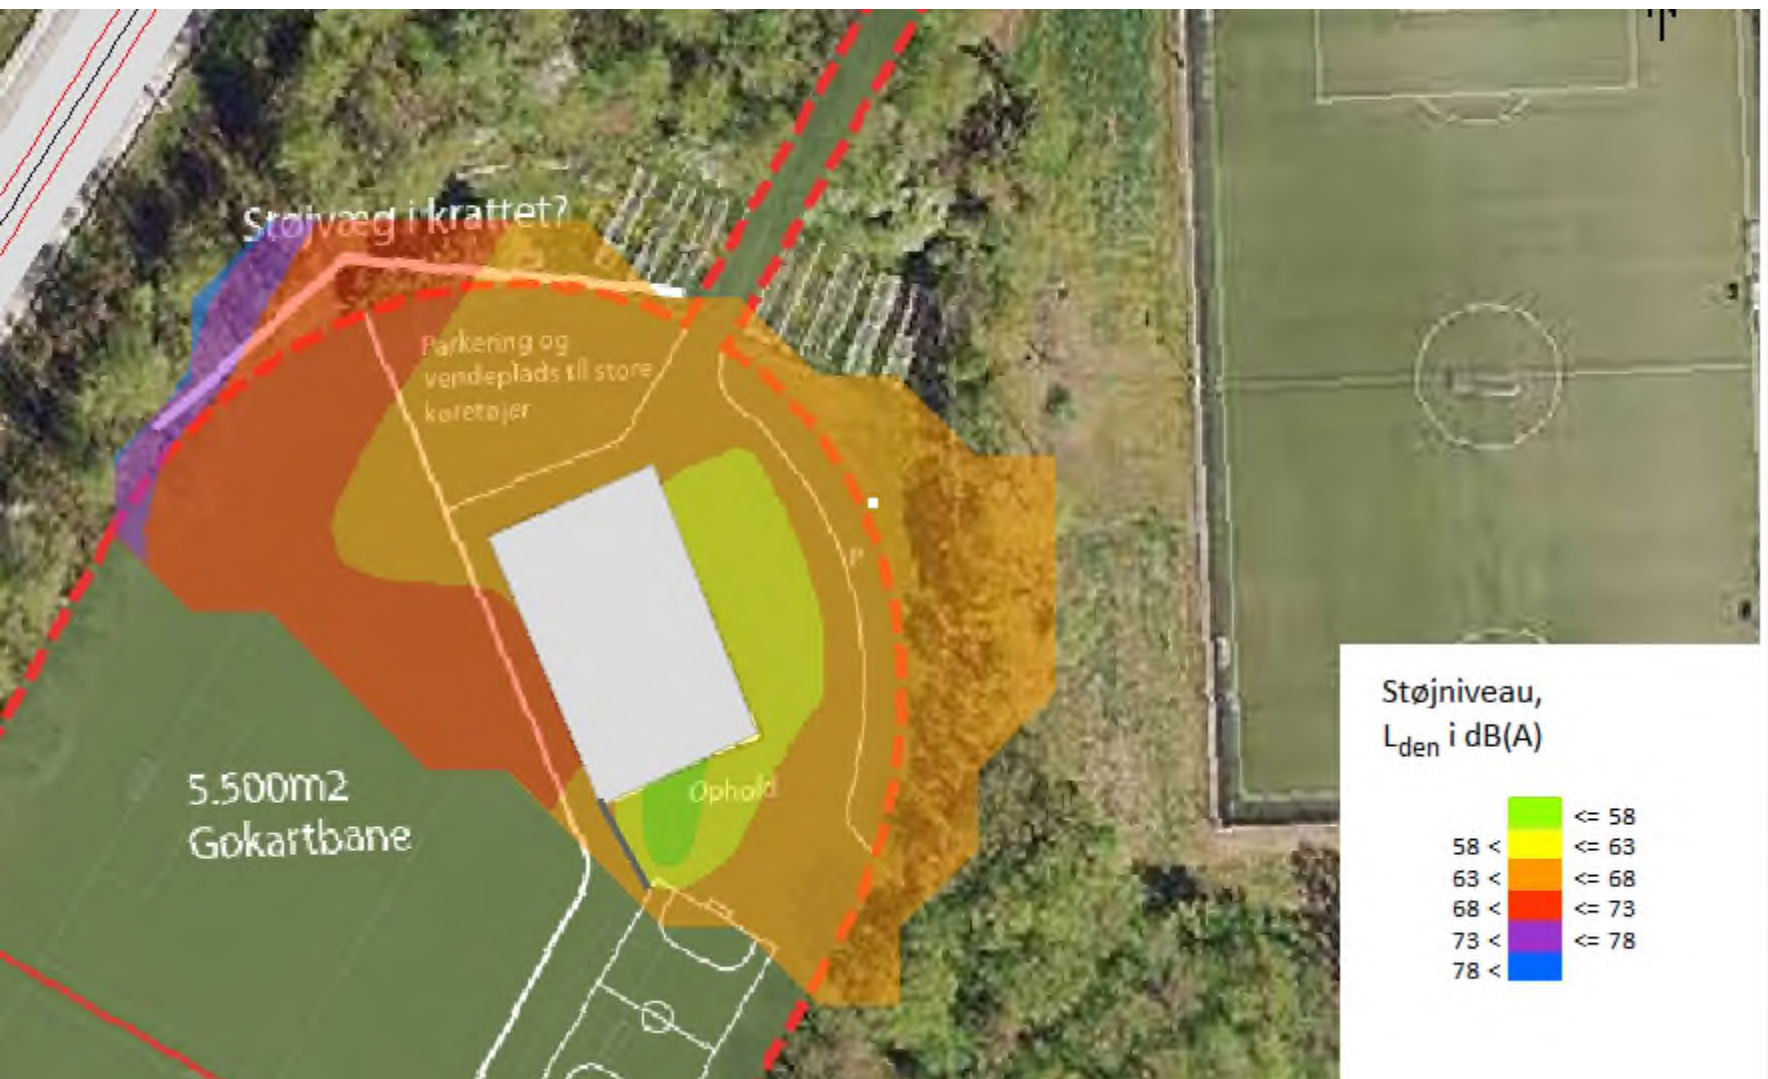 Støjvæg i krattet?
Parkering og
vendeplads til store
køretøjer
P
Ophold
5.500m2
Gokartbane
Støjniveau,
Lden i dB(A)
<= 58
58 < <= 63
63 < <= 68
68 < <= 73
73 < <= 78
78 <